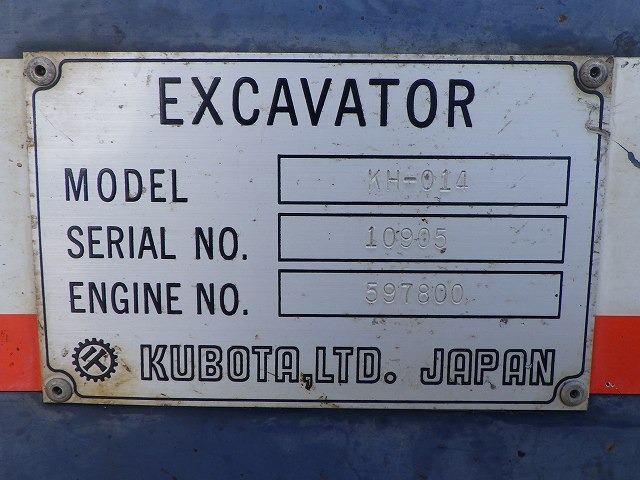 EXCAVATOR
MODEL KH-014
SERIAL NO. 10905
ENGINE NO. 597800
KUBOTA, LTD. JAPAN